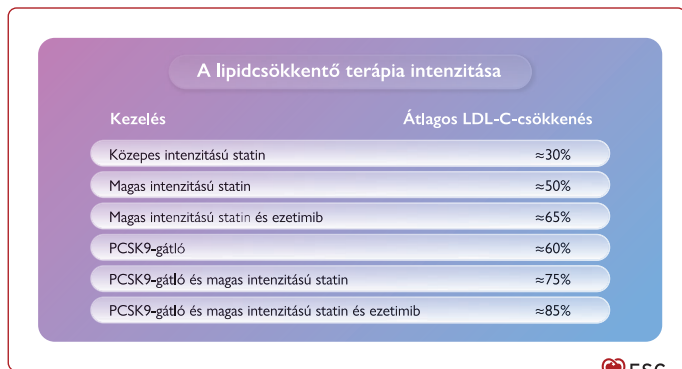 A lipidcsökkentő terápia intenzitása
Kezelés Átlagos LDL-C-csökkenés
Közepes intenzitású statin ≈30%
Magas intenzitású statin ≈50%
Magas intenzitású statin és ezetimib ≈65%
PCSK9-gátló ≈60%
PCSK9-gátló és magas intenzitású statin ≈75%
PCSK9-gátló és magas intenzitású statin és ezetimib ≈85%
ESC